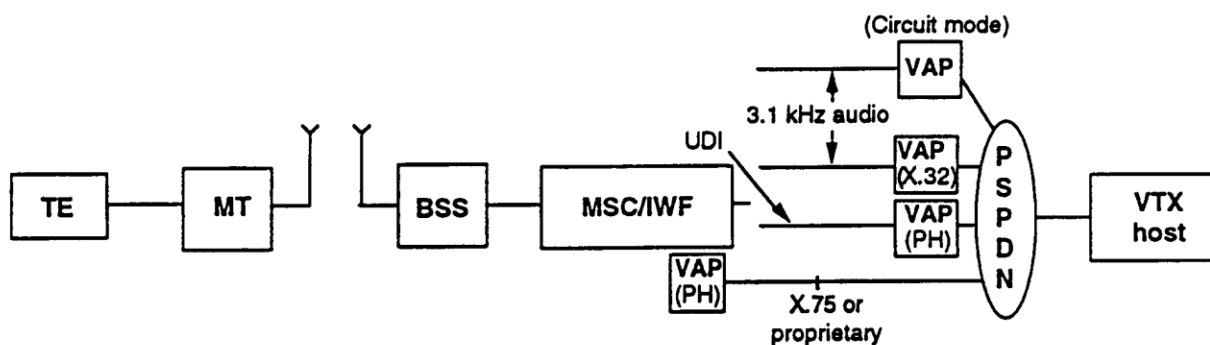 (Circuit mode)
VAP
3.1 kHz audio
UDI
VAP
(X.32)
TE
MT
BSS
MSC/IWF
VAP
(PH)
PSPDN
VTX
host
VAP
(PH)
X.75 or
proprietary